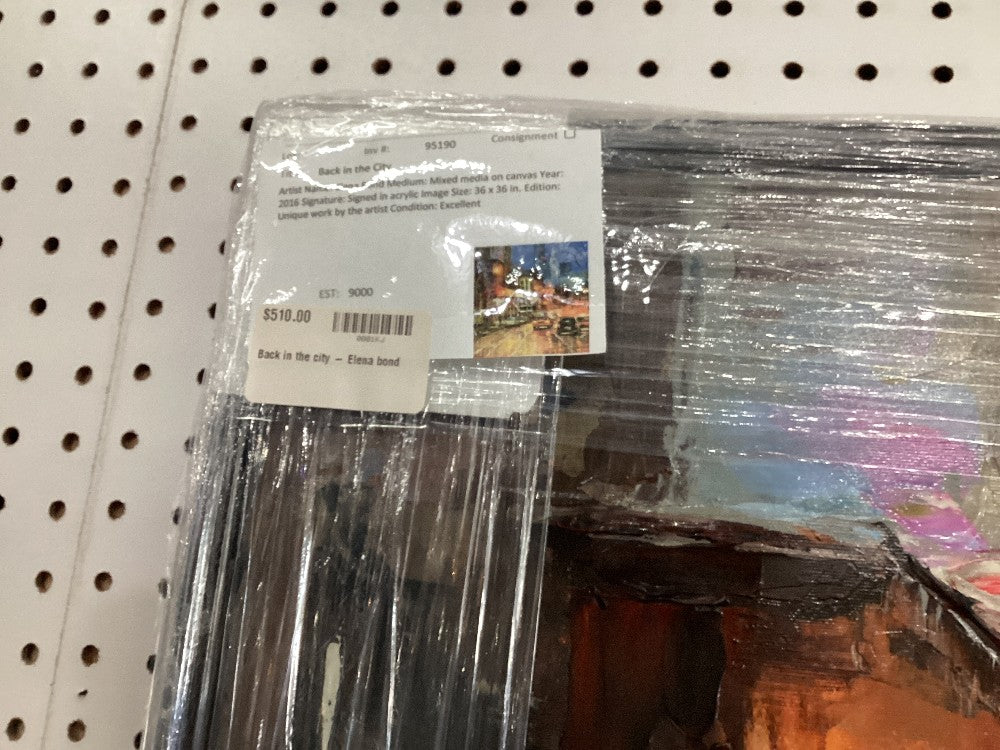 Consignment
Inv #: 95190
Back in the City
Artist Medium: Mixed media on canvas Year:
2016 Signature: Signed in acrylic Image Size: 36 x 36 in. Edition:
Unique work by the artist Condition: Excellent
EST: 9000
$510.00
Back in the city – Elena bond